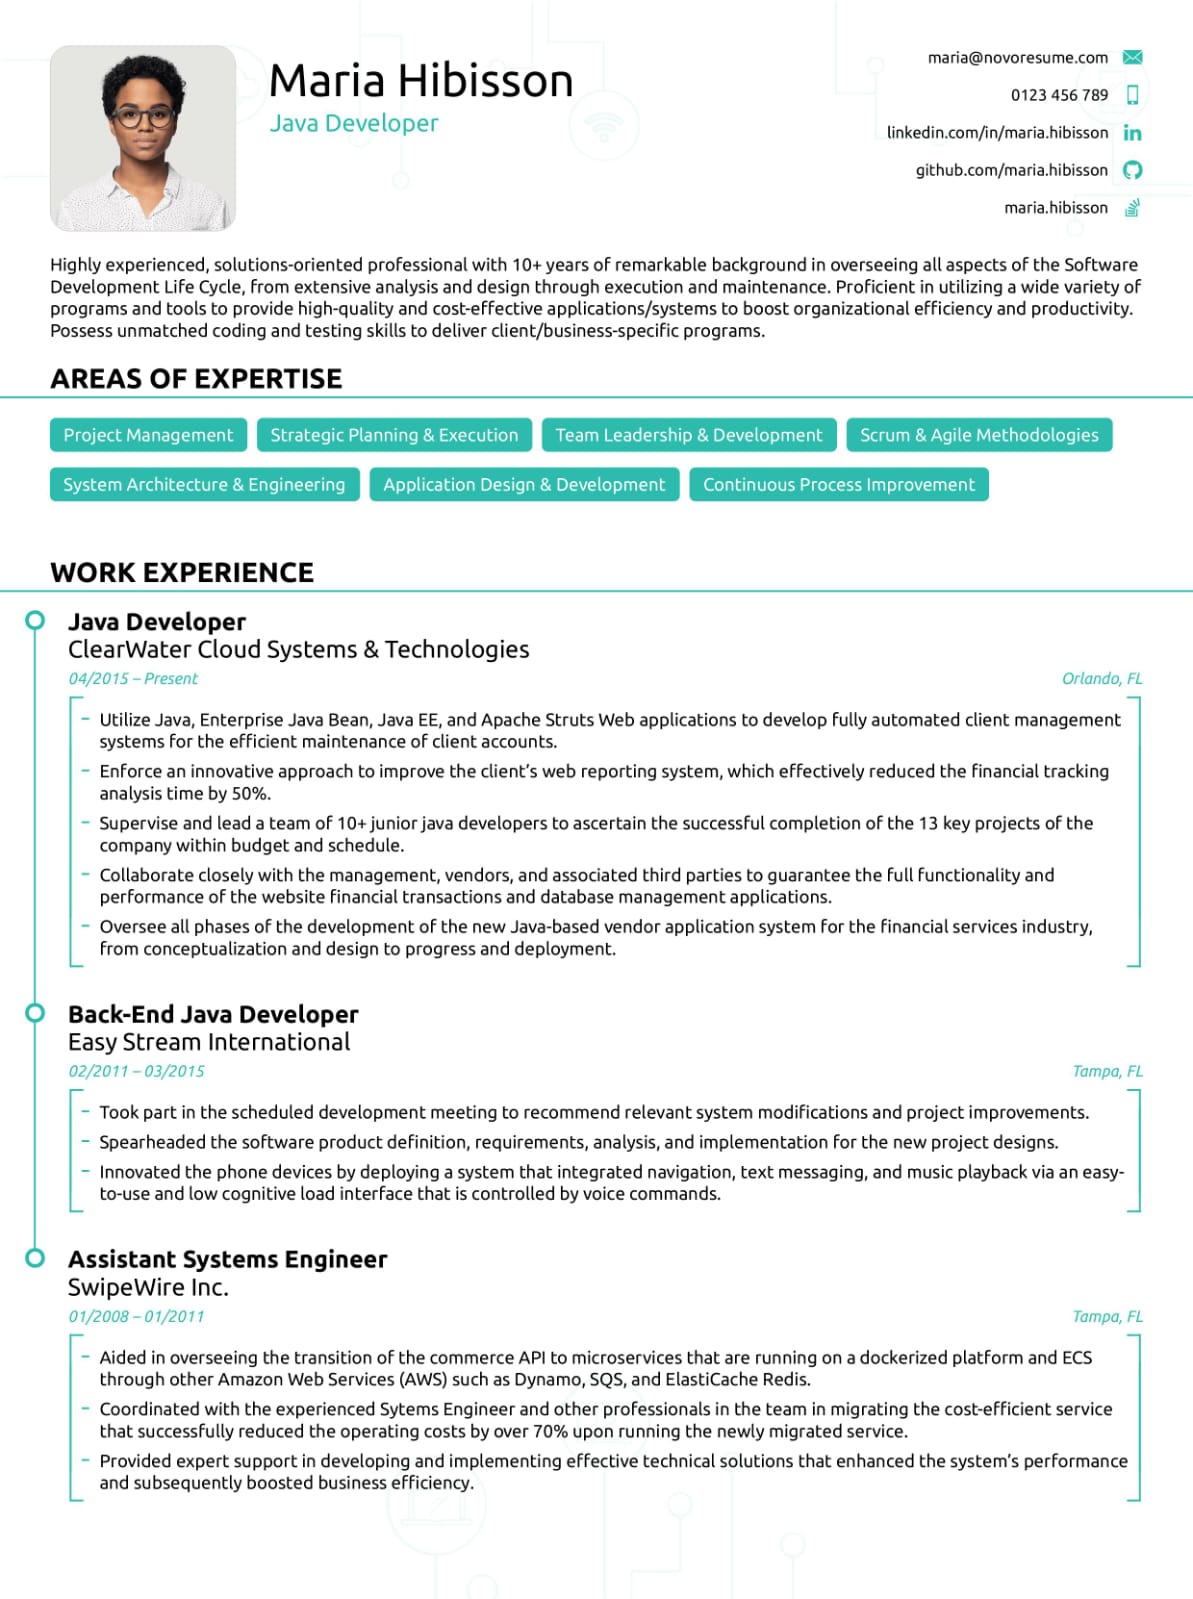 Maria Hibisson
Java Developer
maria@novoresume.com
0123 456 789
linkedin.com/in/maria.hibisson
github.com/maria.hibisson
maria.hibisson
Highly experienced, solutions-oriented professional with 10+ years of remarkable background in overseeing all aspects of the Software
Development Life Cycle, from extensive analysis and design through execution and maintenance. Proficient in utilizing a wide variety of
programs and tools to provide high-quality and cost-effective applications/systems to boost organizational efficiency and productivity.
Possess unmatched coding and testing skills to deliver client/business-specific programs.
AREAS OF EXPERTISE
Project Management Strategic Planning & Execution Team Leadership & Development Scrum & Agile Methodologies
System Architecture & Engineering Application Design & Development Continuous Process Improvement
WORK EXPERIENCE
Java Developer
ClearWater Cloud Systems & Technologies
04/2015 – Present Orlando, FL
– Utilize Java, Enterprise Java Bean, Java EE, and Apache Struts Web applications to develop fully automated client management
systems for the efficient maintenance of client accounts.
– Enforce an innovative approach to improve the client's web reporting system, which effectively reduced the financial tracking
analysis time by 50%.
– Supervise and lead a team of 10+ junior java developers to ascertain the successful completion of the 13 key projects of the
company within budget and schedule.
– Collaborate closely with the management, vendors, and associated third parties to guarantee the full functionality and
performance of the website financial transactions and database management applications.
– Oversee all phases of the development of the new Java-based vendor application system for the financial services industry,
from conceptualization and design to progress and deployment.
Back-End Java Developer
Easy Stream International
02/2011 – 03/2015 Tampa, FL
– Took part in the scheduled development meeting to recommend relevant system modifications and project improvements.
– Spearheaded the software product definition, requirements, analysis, and implementation for the new project designs.
– Innovated the phone devices by deploying a system that integrated navigation, text messaging, and music playback via an easy-
to-use and low cognitive load interface that is controlled by voice commands.
Assistant Systems Engineer
SwipeWire Inc.
01/2008 – 01/2011 Tampa, FL
– Aided in overseeing the transition of the commerce API to microservices that are running on a dockerized platform and ECS
through other Amazon Web Services (AWS) such as Dynamo, SQS, and ElastiCache Redis.
– Coordinated with the experienced Sytems Engineer and other professionals in the team in migrating the cost-efficient service
that successfully reduced the operating costs by over 70% upon running the newly migrated service.
– Provided expert support in developing and implementing effective technical solutions that enhanced the system's performance
and subsequently boosted business efficiency.